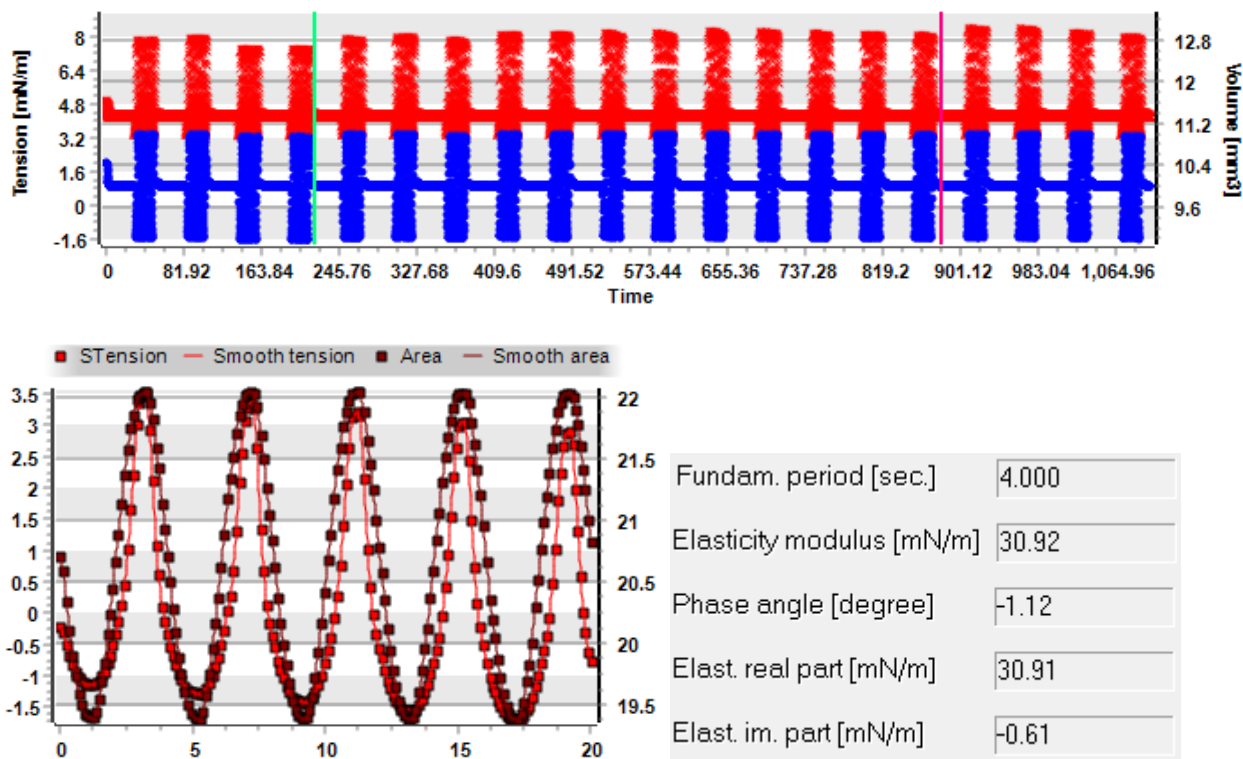 Tension [mN/m]
8
6.4
4.8
3.2
1.6
0
-1.6
12.8
12
11.2
10.4
9.6
Volume [mm3]
0 81.92 163.84 245.76 327.68 409.6 491.52 573.44 655.36 737.28 819.2 901.12 983.04 1,064.96
Time
STension Smooth tension Area Smooth area
3.5
3
2.5
2
1.5
1
0.5
0
-0.5
-1
-1.5
22
21.5
21
20.5
20
19.5
0 5 10 15 20
Fundam. period [sec.] 4.000
Elasticity modulus [mN/m] 30.92
Phase angle [degree] -1.12
Elast. real part [mN/m] 30.91
Elast. im. part [mN/m] -0.61